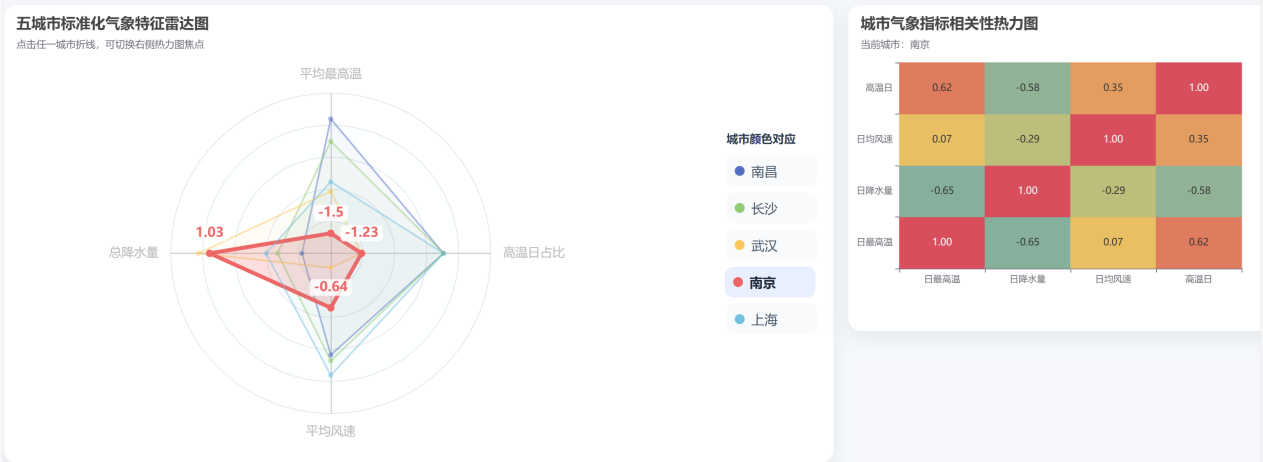 五城市标准化气象特征雷达图
点击任一城市折线，可切换右侧热力图焦点
平均最高温
-1.5
1.03
-1.23
总降水量
高温日占比
-0.64
平均风速
城市颜色对应
南昌
长沙
武汉
南京
上海
城市气象指标相关性热力图
当前城市：南京
高温日 0.62 -0.58 0.35 1.00
日均风速 0.07 -0.29 1.00 0.35
日降水量 -0.65 1.00 -0.29 -0.58
日最高温 1.00 -0.65 0.07 0.62
日最高温 日降水量 日均风速 高温日